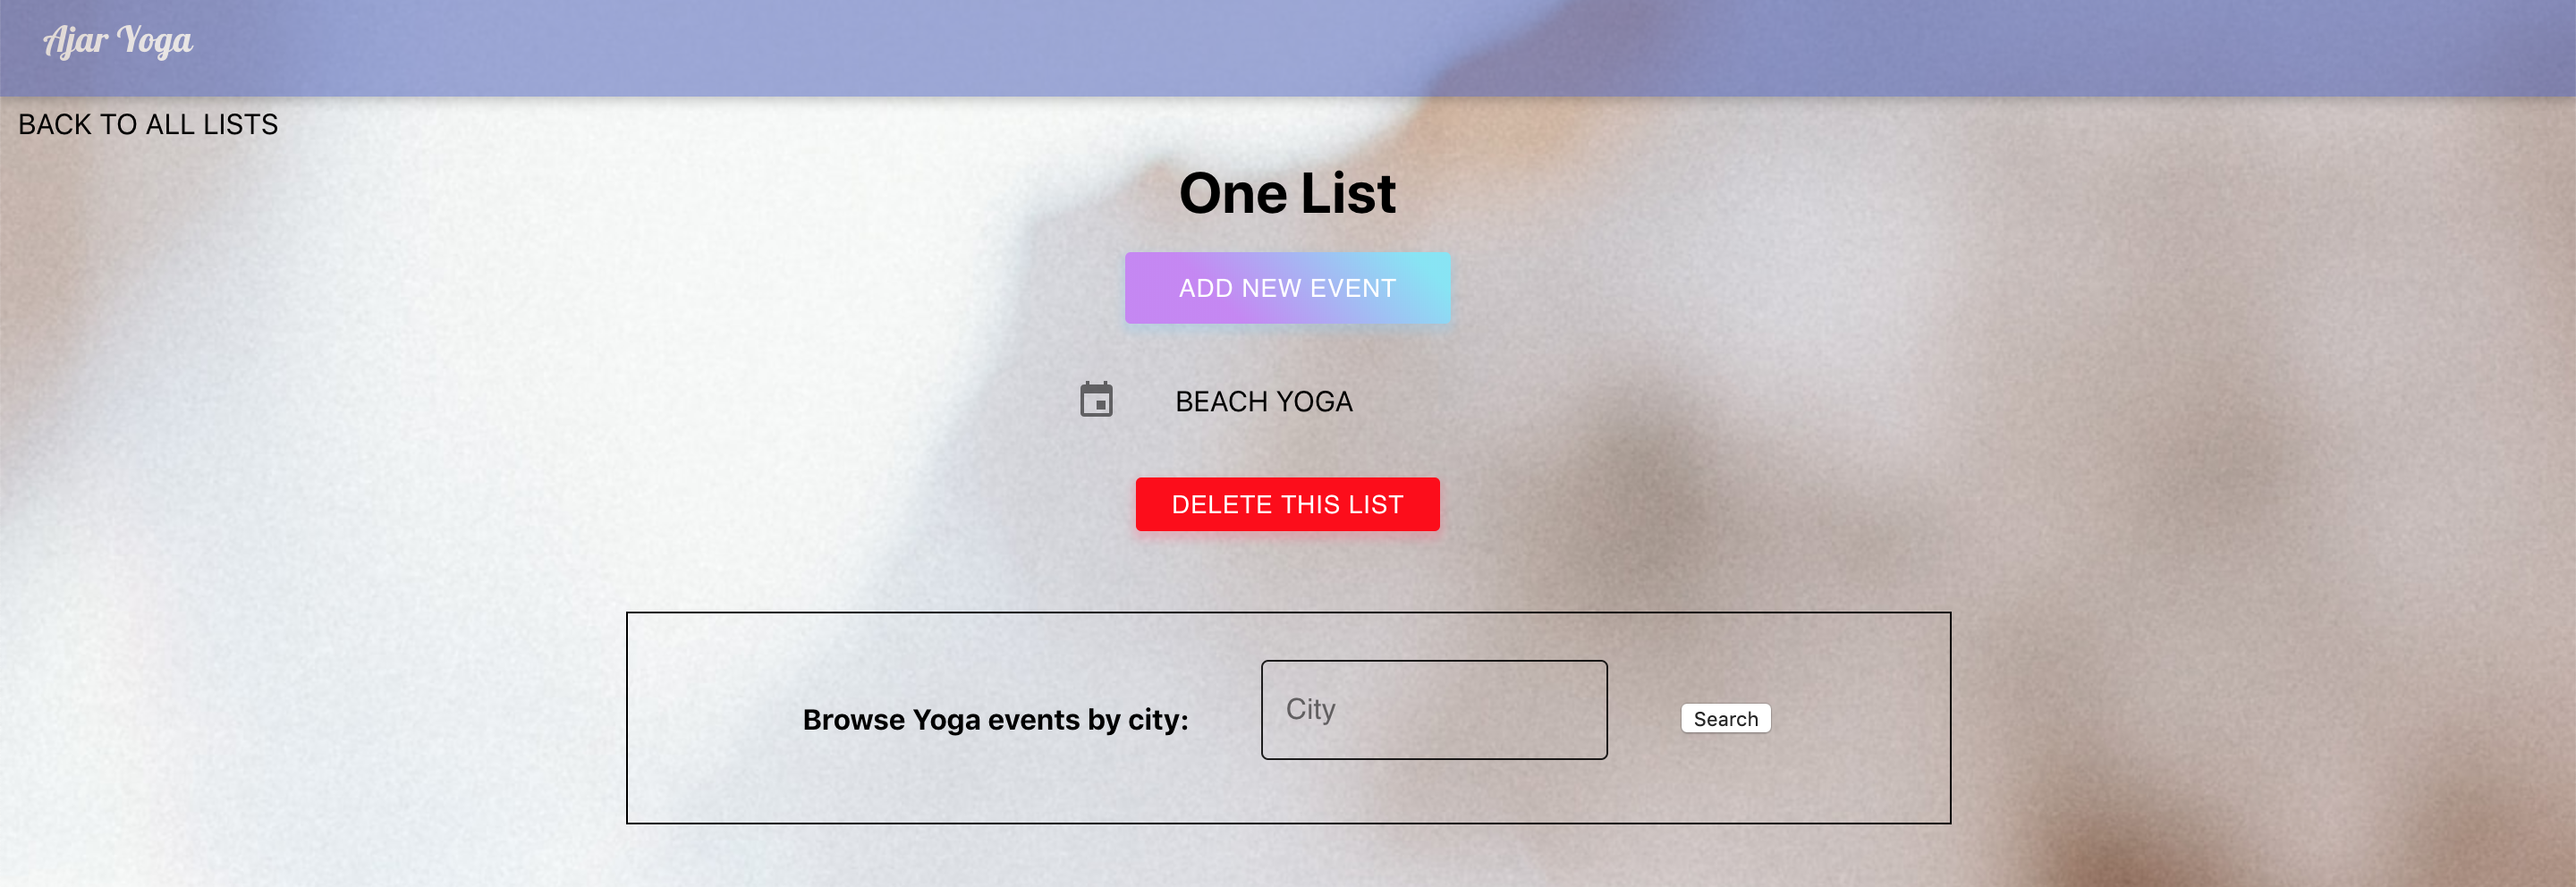 Ajar Yoga
BACK TO ALL LISTS
One List
ADD NEW EVENT
BEACH YOGA
DELETE THIS LIST
Browse Yoga events by city:
City
Search